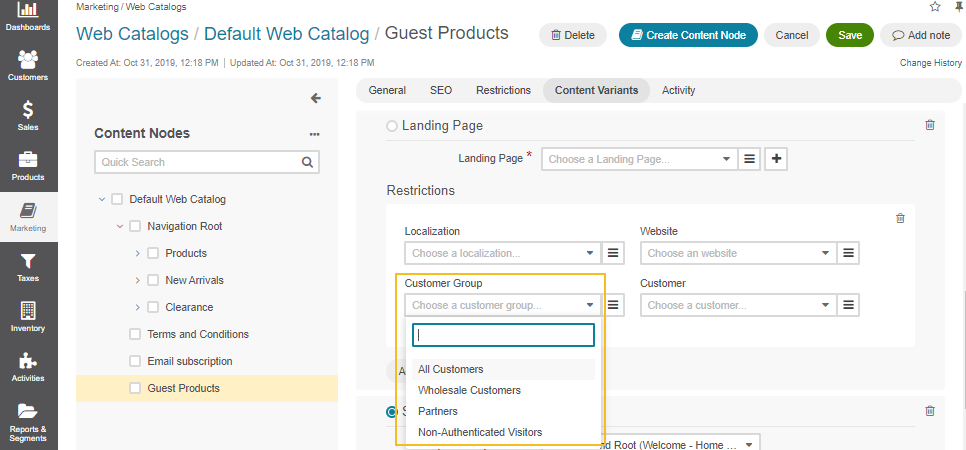 Dashboards
Customers
Sales
Products
Marketing
Taxes
Inventory
Activities
Reports &
Segments
Marketing / Web Catalogs
Web Catalogs / Default Web Catalog / Guest Products
Delete
Create Content Node
Cancel
Save
Add note
Created At: Oct 31, 2019, 12:18 PM | Updated At: Oct 31, 2019, 12:18 PM
Change History
Content Nodes
Quick Search
Default Web Catalog
Navigation Root
Products
New Arrivals
Clearance
Terms and Conditions
Email subscription
Guest Products
General SEO Restrictions Content Variants Activity
Landing Page
Landing Page *
Choose a Landing Page...
Restrictions
Localization
Choose a localization...
Website
Choose an website
Customer Group
Choose a customer group...
Customer
Choose a customer...
All Customers
Wholesale Customers
Partners
Non-Authenticated Visitors
A
S
nd Root (Welcome - Home ...